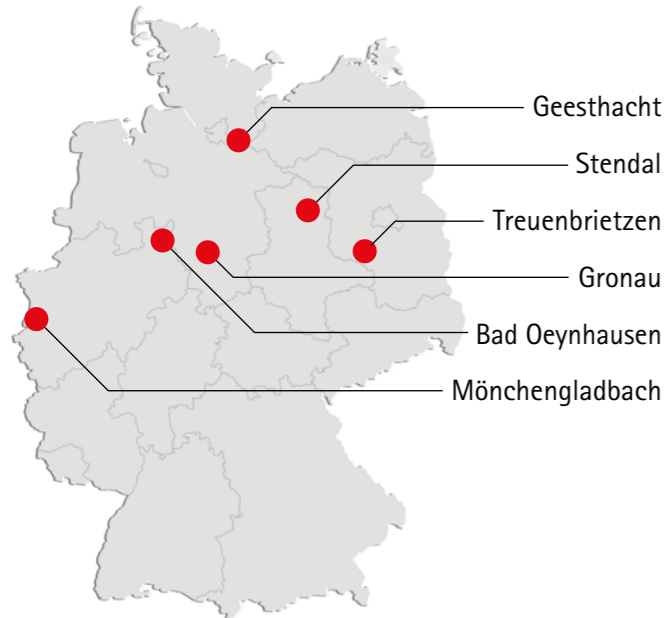 Geesthacht
Stendal
Treuenbrietzen
Gronau
Bad Oeynhausen
Mönchengladbach